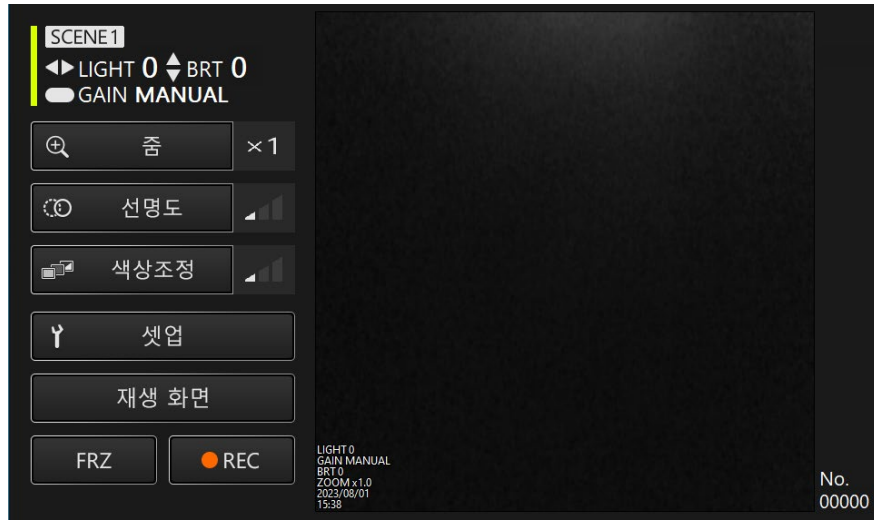 SCENE1
LIGHT 0 BRT 0
GAIN MANUAL
줌 ×1
선명도
색상조정
셋업
재생 화면
FRZ REC
LIGHT 0
GAIN MANUAL
BRT 0
ZOOM x1.0
2023/08/01
15:38
No.
00000